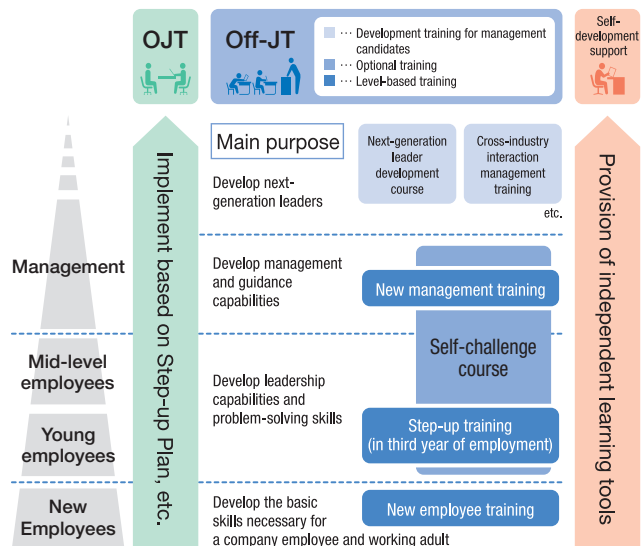 OJT
Off-JT
… Development training for management
candidates
… Optional training
… Level-based training
Self-
development
support
Main purpose
Next-generation
leader
development
course
Cross-industry
interaction
management
training
etc.
Develop next-
generation leaders
Management
Develop management
and guidance
capabilities
New management training
Self-challenge
course
Mid-level
employees
Develop leadership
capabilities and
problem-solving skills
Young
employees
Step-up training
(in third year of employment)
New
Employees
Develop the basic
skills necessary for
a company employee and working adult
New employee training
Implement based on Step-up Plan, etc.
Provision of independent learning tools